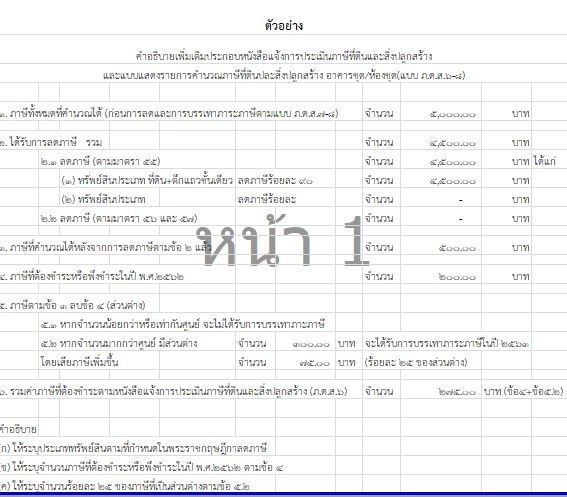 ตัวอย่าง
คำอธิบายเพิ่มเติมประกอบหนังสือแจ้งการประเมินภาษีที่ดินและสิ่งปลูกสร้าง
และแบบแสดงรายการคำนวณภาษีที่ดินปละสิ่งปลูกสร้าง อาคารชุด/ห้องชุด(แบบ ภ.ด.ส.๖-๘)
๑. ภาษีทั้งหมดที่คำนวณได้ (ก่อนการลดและการบรรเทาภาระภาษีตามแบบ ภ.ด.ส.๗-๘) จำนวน ๕,๐๐๐.๐๐ บาท
๒. ได้รับการลดภาษี รวม จำนวน ๔,๕๐๐.๐๐ บาท
๒.๑ ลดภาษี (ตามมาตรา ๕๕) จำนวน ๔,๕๐๐.๐๐ บาท ได้แก่
(๑) ทรัพย์สินประเภท ที่ดิน+ตึกแถวชั้นเดียว ลดภาษีร้อยละ ๙๐ จำนวน ๔,๕๐๐.๐๐ บาท
(๒) ทรัพย์สินประเภท ลดภาษีร้อยละ จำนวน - บาท
๒.๒ ลดภาษี (ตามมาตรา ๕๖ และ ๕๗) จำนวน - บาท
หน้า 1
๓. ภาษีที่คำนวณได้หลังจากการลดภาษีตามข้อ ๒ แล้ว จำนวน ๕๐๐.๐๐ บาท
๔. ภาษีที่ต้องชำระหรือพึงชำระในปี พ.ศ.๒๕๖๒ จำนวน ๒๐๐.๐๐ บาท
๕. ภาษีตามข้อ ๓ ลบข้อ ๔ (ส่วนต่าง)
๕.๑ หากจำนวนน้อยกว่าหรือเท่ากับศูนย์ จะไม่ได้รับการบรรเทาภาะภาษี
๕.๒ หากจำนวนมากกว่าศูนย์ มีส่วนต่าง จำนวน ๓๐๐.๐๐ บาท จะได้รับการบรรเทาภาระภาษีในปี ๒๕๖๓
โดยเสียภาษีเพิ่มขึ้น จำนวน ๗๕.๐๐ บาท (ร้อยละ ๒๕ ของส่วนต่าง)
๖. รวมค่าภาษีที่ต้องชำระตามหนังสือแจ้งการประเมินภาษีที่ดินและสิ่งปลูกสร้าง (ภ.ด.ส.๖) จำนวน ๒๗๕.๐๐ บาท (ข้อ๔+ข้อ๕.๒)
คำอธิบาย
(ก) ให้ระบุประเภททรัพย์สินตามที่กำหนดในพระราชกฤษฎีกาลดภาษี
(ข) ให้ระบุจำนวนภาษีที่ต้องชำระหรือพึงชำระในปี พ.ศ.๒๕๖๒ ตามข้อ ๔
(ค) ให้ระบุจำนวนร้อยละ ๒๕ ของภาษีที่เป็นส่วนต่างตามข้อ ๕.๒